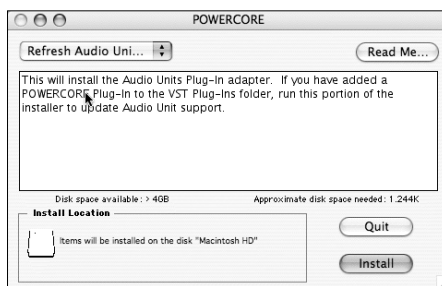 POWERCORE
Refresh Audio Uni...
Read Me...
This will install the Audio Units Plug-In adapter. If you have added a
POWERCORE Plug-In to the VST Plug-Ins folder, run this portion of the
installer to update Audio Unit support.
Disk space available: > 4GB
Approximate disk space needed: 1.244K
Install Location
Items will be installed on the disk "Macintosh HD"
Quit
Install